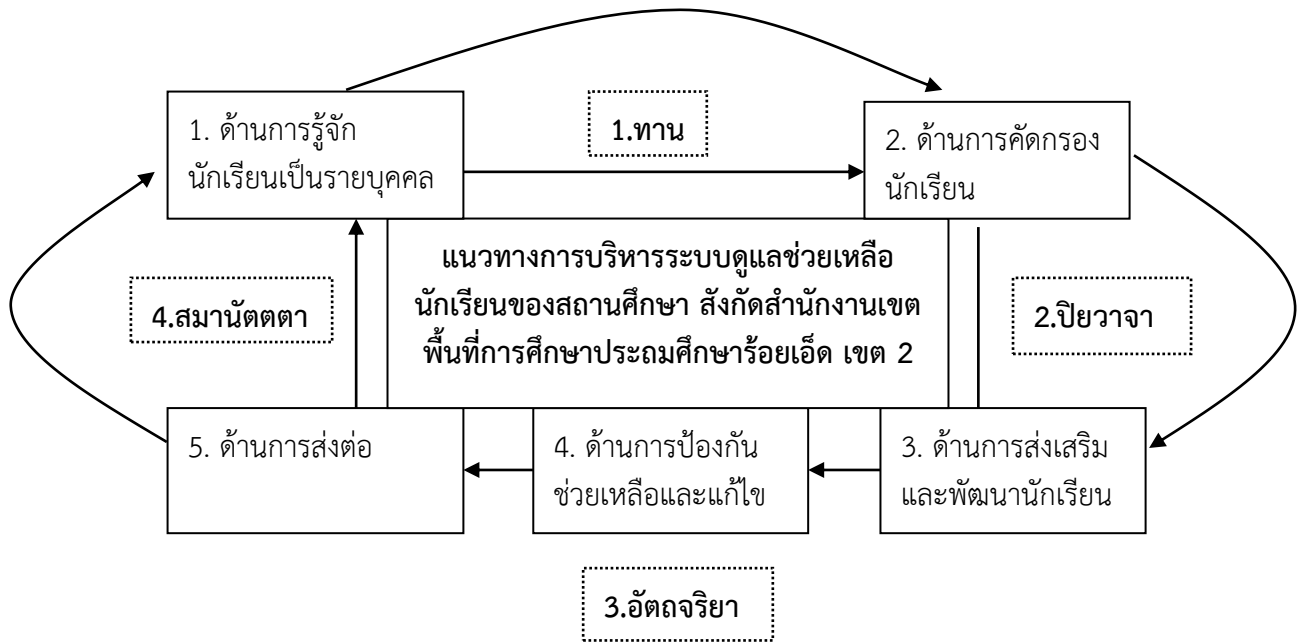 1. ด้านการรู้จัก
นักเรียนเป็นรายบุคคล
1.ทาน
2. ด้านการคัดกรอง
นักเรียน
แนวทางการบริหารระบบดูแลช่วยเหลือ
นักเรียนของสถานศึกษา สังกัดสำนักงานเขต
พื้นที่การศึกษาประถมศึกษาร้อยเอ็ด เขต 2
4.สมานัตตตา
2.ปิยวาจา
5. ด้านการส่งต่อ
4. ด้านการป้องกัน
ช่วยเหลือและแก้ไข
3. ด้านการส่งเสริม
และพัฒนานักเรียน
3.อัตถจริยา